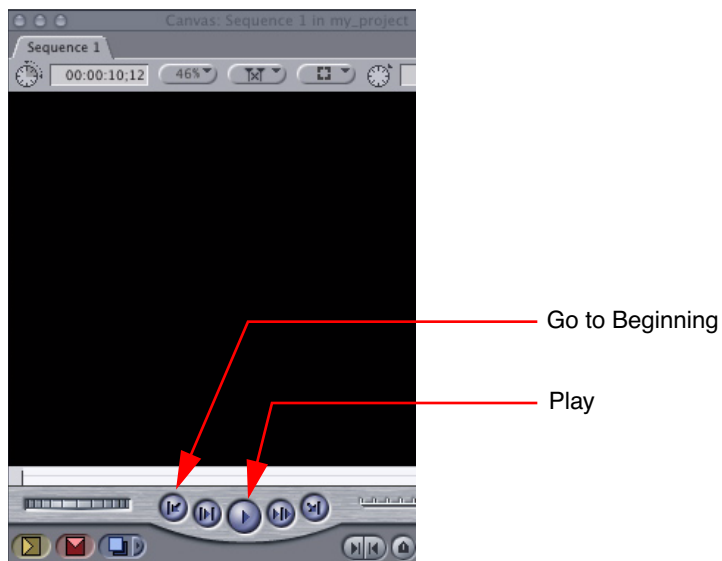 Canvas: Sequence 1 in my_project
Sequence 1
00:00:10;12
46%
Go to Beginning
Play